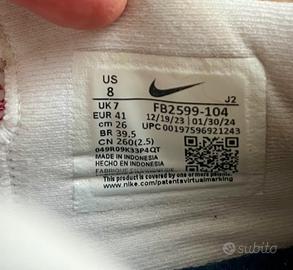 US
8
J2
UK 7
FB2599-104
EUR 41
12/19/23 01/30/24
cm 26
UPC 00197596921243
BR 39.5
CN 260(2.5)
049R09K33P4QT
MADE IN INDONESIA
HECHO EN INDONESIA
This product is covered by one or more patents
www.nike.com/patentsvirtualmarking
subito